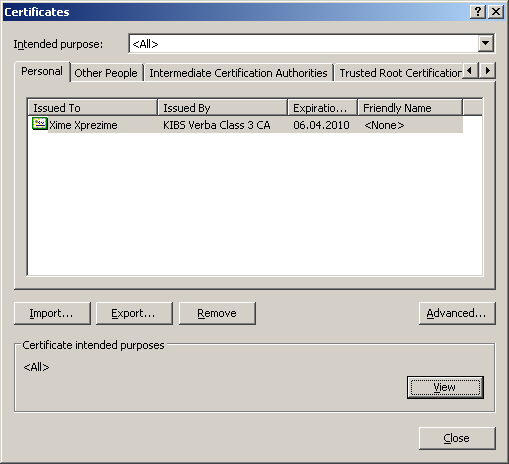 Certificates
Intended purpose: <All>
Personal Other People Intermediate Certification Authorities Trusted Root Certification
Issued To Issued By Expiratio... Friendly Name
Xime Xprezime KIBS Verba Class 3 CA 06.04.2010 <None>
Import... Export... Remove Advanced...
Certificate intended purposes
<All>
View
Close